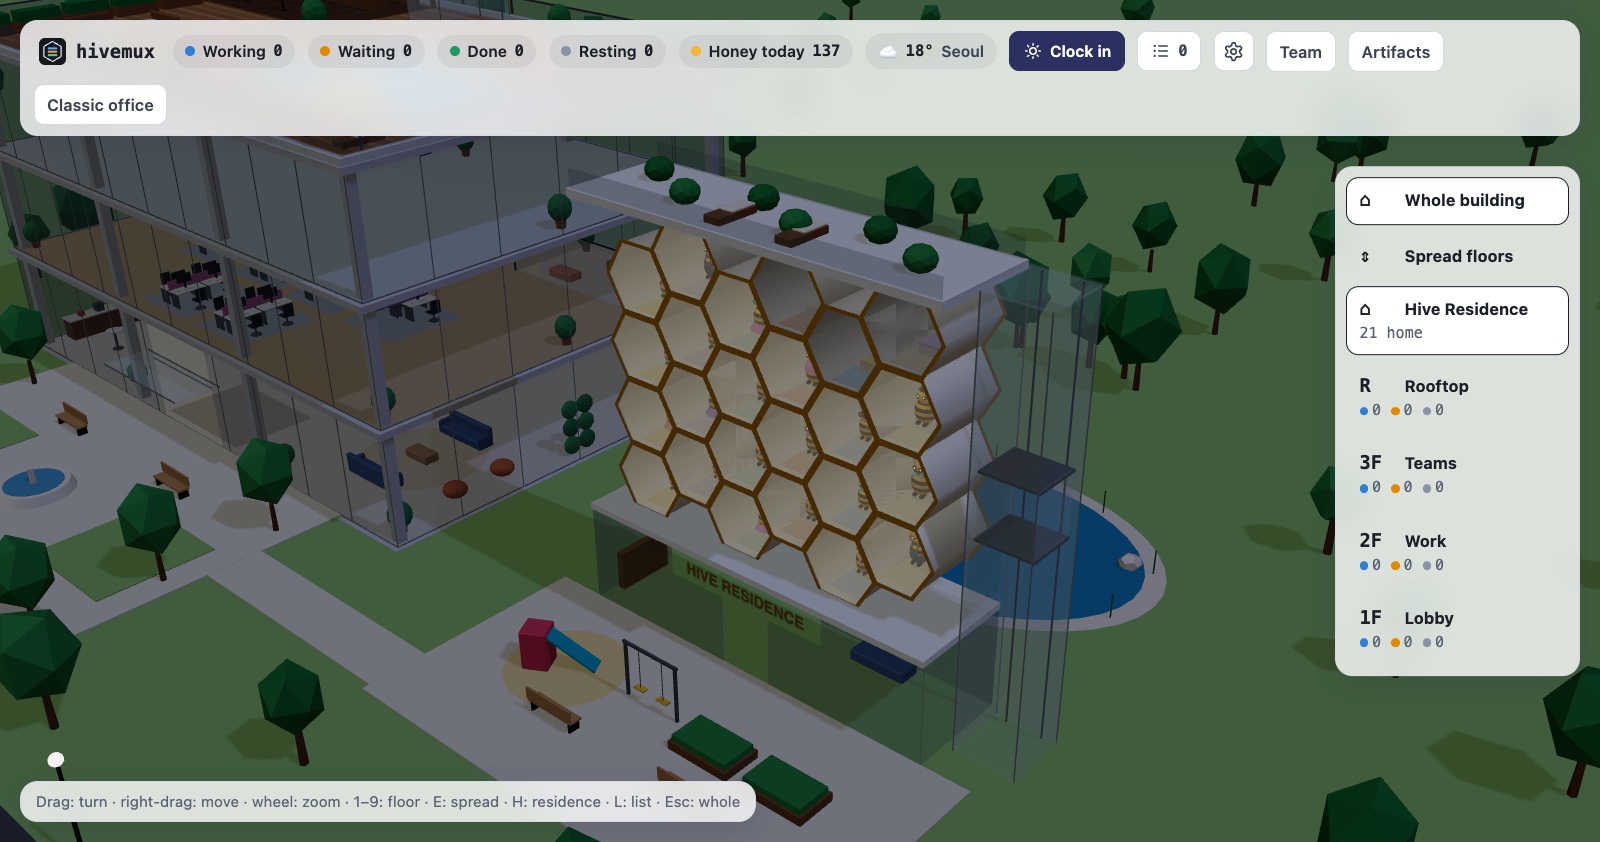 hivemux Working 0 Waiting 0 Done 0 Resting 0 Honey today 137 18° Seoul Clock in 0 Team Artifacts
Classic office
Whole building
Spread floors
Hive Residence
21 home
R Rooftop
0 0 0
3F Teams
0 0 0
2F Work
0 0 0
1F Lobby
0 0 0
HIVE RESIDENCE
Drag: turn · right-drag: move · wheel: zoom · 1–9: floor · E: spread · H: residence · L: list · Esc: whole